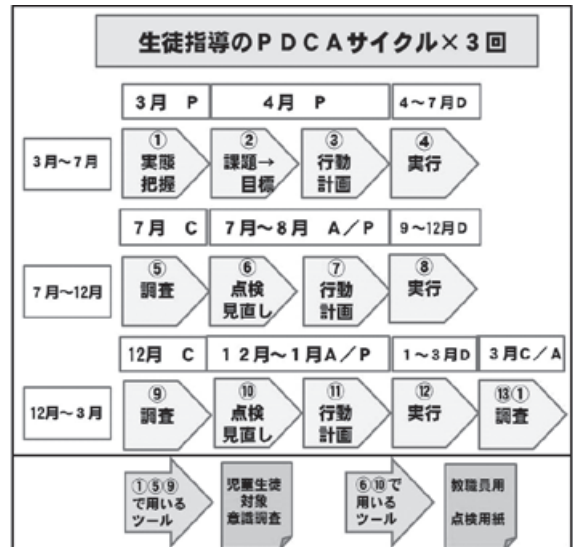 生徒指導のPDCAサイクル×3回
3月 P
4月 P
4～7月D
3月～7月
①
実態
把握
②
課題→
目標
③
行動
計画
④
実行
7月 C
7月～8月 A／P
9～12月D
7月～12月
⑤
調査
⑥
点検
見直し
⑦
行動
計画
⑧
実行
12月 C
12月～1月A／P
1～3月D
3月C／A
12月～3月
⑨
調査
⑩
点検
見直し
⑪
行動
計画
⑫
実行
⑬①
調査
①⑤⑨
で用いる
ツール
児童生徒
対象
意識調査
⑥⑩で
用いる
ツール
教職員用
点検用紙